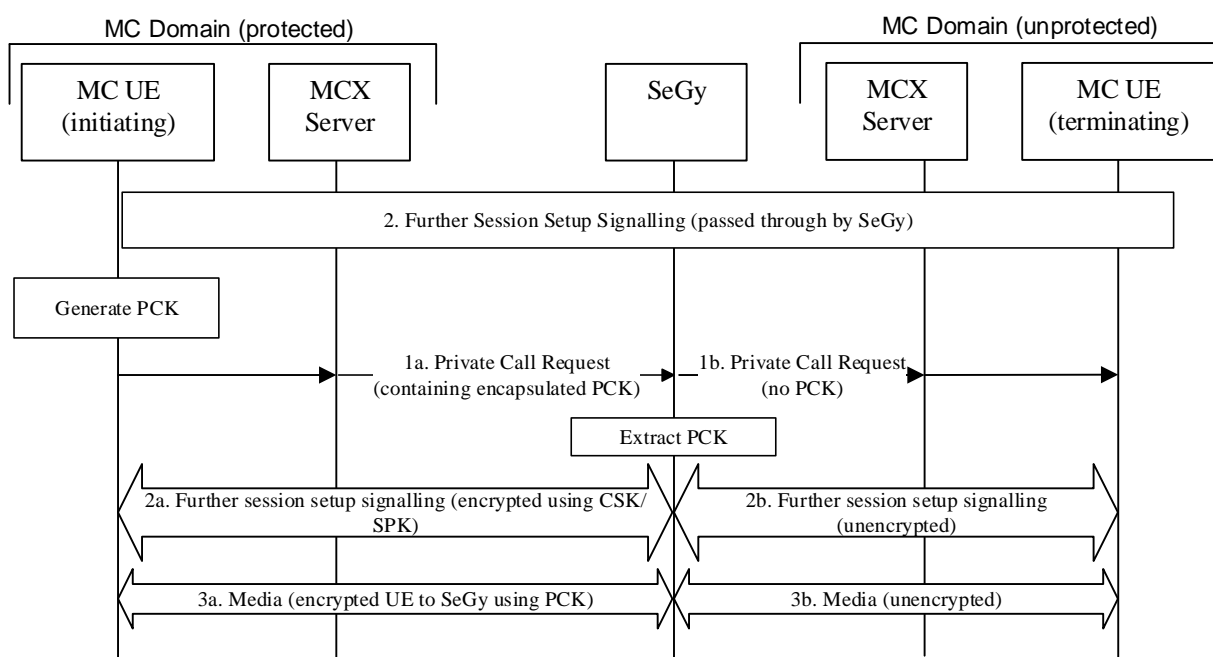 MC Domain (protected)
MC Domain (unprotected)
MC UE
(initiating)
MCX
Server
SeGy
MCX
Server
MC UE
(terminating)
2. Further Session Setup Signalling (passed through by SeGy)
Generate PCK
1a. Private Call Request
(containing encapsulated PCK)
1b. Private Call Request
(no PCK)
Extract PCK
2a. Further session setup signalling (encrypted using CSK/
SPK)
2b. Further session setup signalling
(unencrypted)
3a. Media (encrypted UE to SeGy using PCK)
3b. Media (unencrypted)